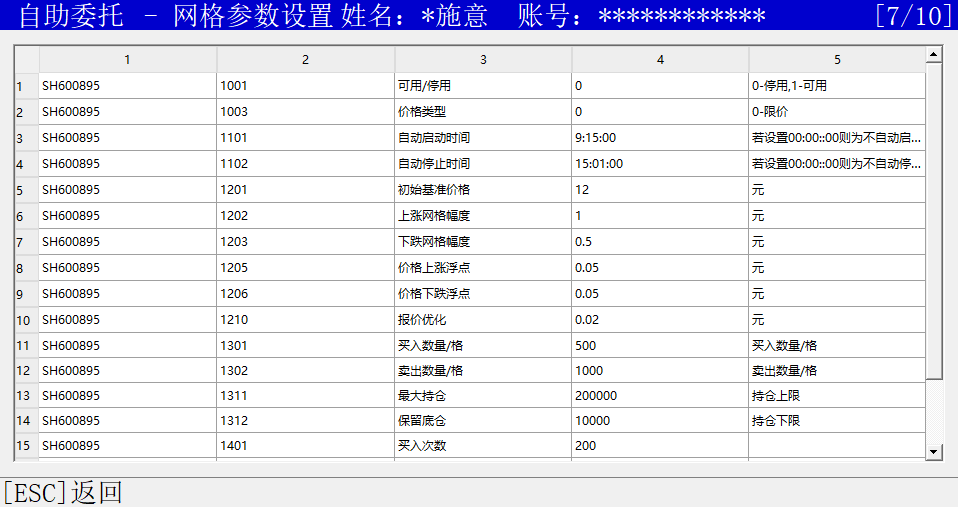 自助委托 － 网格参数设置 姓名：*施意 账号：************ [7/10]
1 2 3 4 5
1 SH600895 1001 可用/停用 0 0-停用,1-可用
2 SH600895 1003 价格类型 0 0-限价
3 SH600895 1101 自动启动时间 9:15:00 若设置00:00::00则为不自动启...
4 SH600895 1102 自动停止时间 15:01:00 若设置00:00::00则为不自动停...
5 SH600895 1201 初始基准价格 12 元
6 SH600895 1202 上涨网格幅度 1 元
7 SH600895 1203 下跌网格幅度 0.5 元
8 SH600895 1205 价格上涨浮点 0.05 元
9 SH600895 1206 价格下跌浮点 0.05 元
10 SH600895 1210 报价优化 0.02 元
11 SH600895 1301 买入数量/格 500 买入数量/格
12 SH600895 1302 卖出数量/格 1000 卖出数量/格
13 SH600895 1311 最大持仓 200000 持仓上限
14 SH600895 1312 保留底仓 10000 持仓下限
15 SH600895 1401 买入次数 200
[ESC]返回